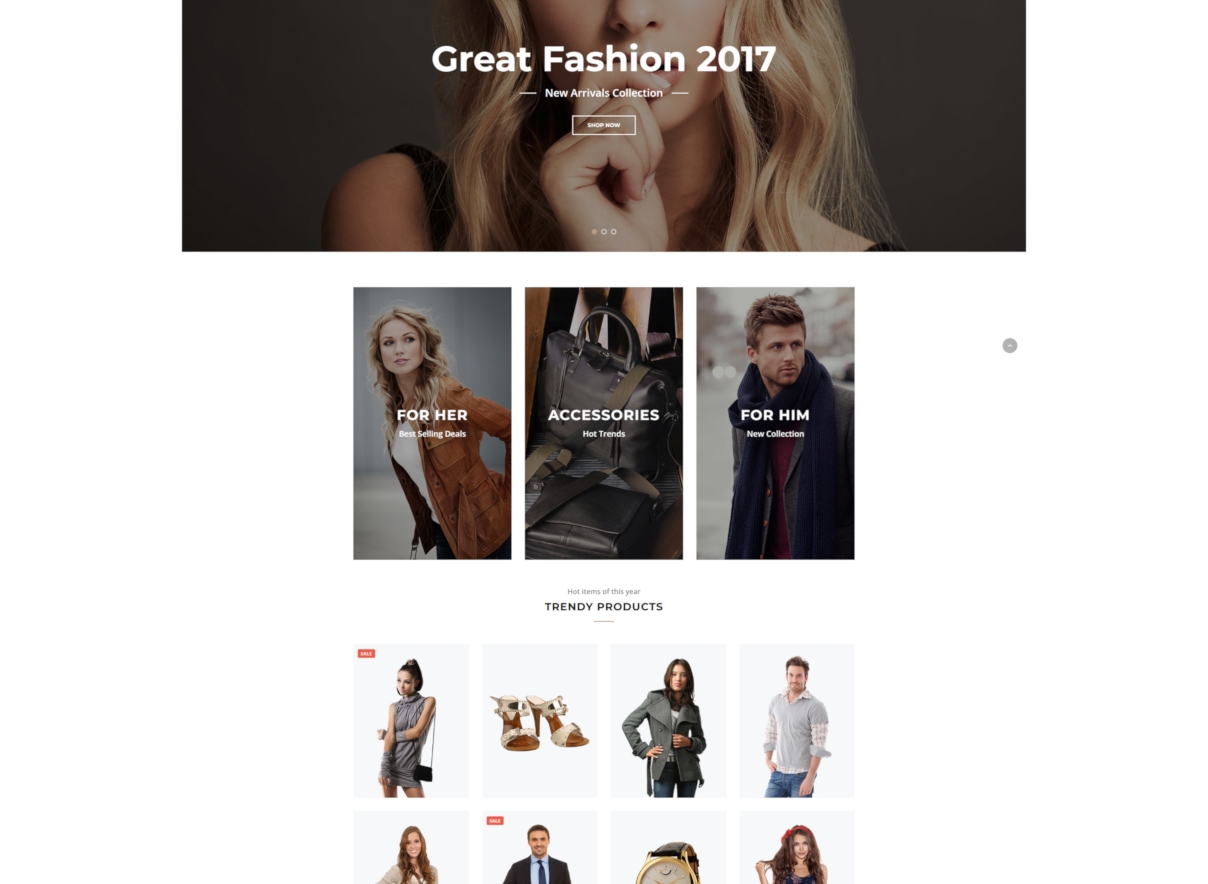 Great Fashion 2017
New Arrivals Collection
SHOP NOW
FOR HER
ACCESSORIES
FOR HIM
Best Selling Deals
Hot Trends
New Collection
Hot items of this year
TRENDY PRODUCTS
SALE
SALE